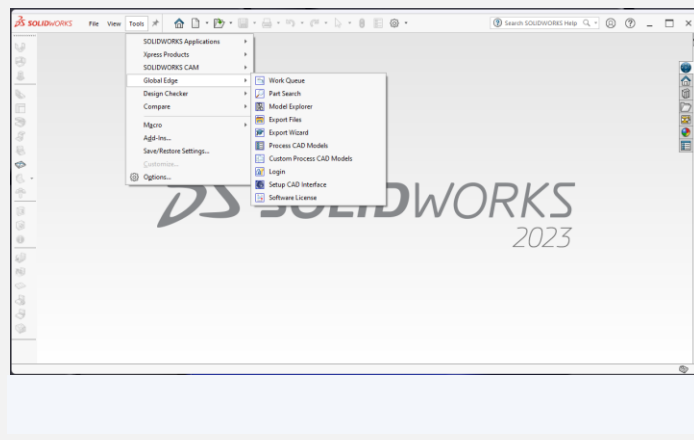 SOLIDWORKS File View Tools Search SOLIDWORKS Help
SOLIDWORKS Applications
Xpress Products
SOLIDWORKS CAM
Global Edge
Design Checker
Compare
Macro
Add-Ins...
Save/Restore Settings...
Customize...
Options...
Work Queue
Part Search
Model Explorer
Export Files
Export Wizard
Process CAD Models
Custom Process CAD Models
Login
Setup CAD Interface
Software License
SOLIDWORKS
2023